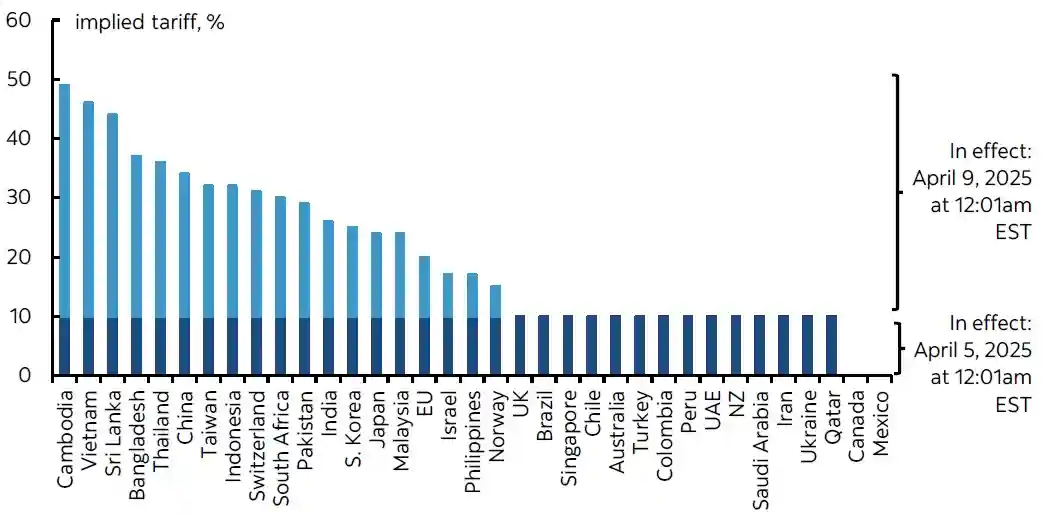 implied tariff, %
60
50
40
30
20
10
0
In effect:
April 9, 2025
at 12:01am
EST
In effect:
April 5, 2025
at 12:01am
EST
Cambodia
Vietnam
Sri Lanka
Bangladesh
Thailand
China
Taiwan
Indonesia
Switzerland
South Africa
Pakistan
India
S. Korea
Japan
Malaysia
EU
Israel
Philippines
Norway
UK
Brazil
Singapore
Chile
Australia
Turkey
Colombia
Peru
UAE
NZ
Saudi Arabia
Iran
Ukraine
Qatar
Canada
Mexico